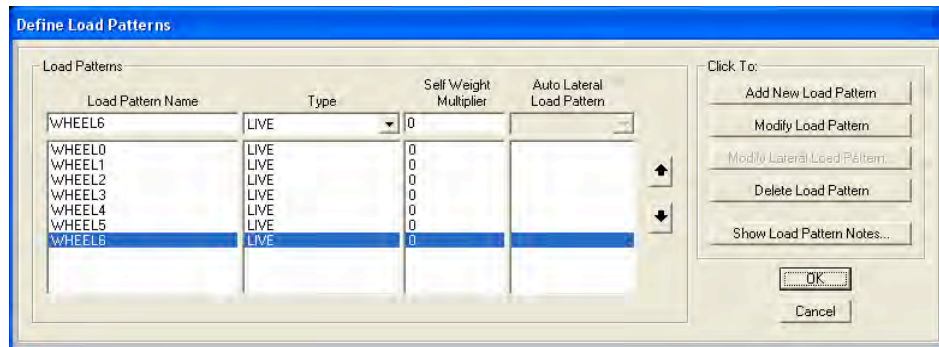 Define Load Patterns
Load Patterns
Click To:
Load Pattern Name Type Self Weight Multiplier Auto Lateral Load Pattern
WHEEL6 LIVE 0
WHEEL0 LIVE 0
WHEEL1 LIVE 0
WHEEL2 LIVE 0
WHEEL3 LIVE 0
WHEEL4 LIVE 0
WHEEL5 LIVE 0
WHEEL6 LIVE 0
Add New Load Pattern
Modify Load Pattern
Modify Lateral Load Pattern...
Delete Load Pattern
Show Load Pattern Notes...
OK
Cancel